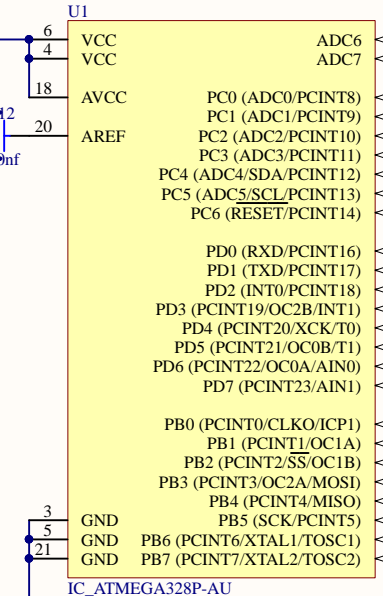 U1
6 VCC ADC6
4 VCC ADC7
18 AVCC PC0 (ADC0/PCINT8)
PC1 (ADC1/PCINT9)
20 AREF PC2 (ADC2/PCINT10)
PC3 (ADC3/PCINT11)
PC4 (ADC4/SDA/PCINT12)
PC5 (ADC5/SCL/PCINT13)
PC6 (RESET/PCINT14)
PD0 (RXD/PCINT16)
PD1 (TXD/PCINT17)
PD2 (INT0/PCINT18)
PD3 (PCINT19/OC2B/INT1)
PD4 (PCINT20/XCK/T0)
PD5 (PCINT21/OC0B/T1)
PD6 (PCINT22/OC0A/AIN0)
PD7 (PCINT23/AIN1)
PB0 (PCINT0/CLKO/ICP1)
PB1 (PCINT1/OC1A)
PB2 (PCINT2/SS/OC1B)
PB3 (PCINT3/OC2A/MOSI)
PB4 (PCINT4/MISO)
3 GND PB5 (SCK/PCINT5)
5 GND PB6 (PCINT6/XTAL1/TOSC1)
21 GND PB7 (PCINT7/XTAL2/TOSC2)
IC_ATMEGA328P-AU